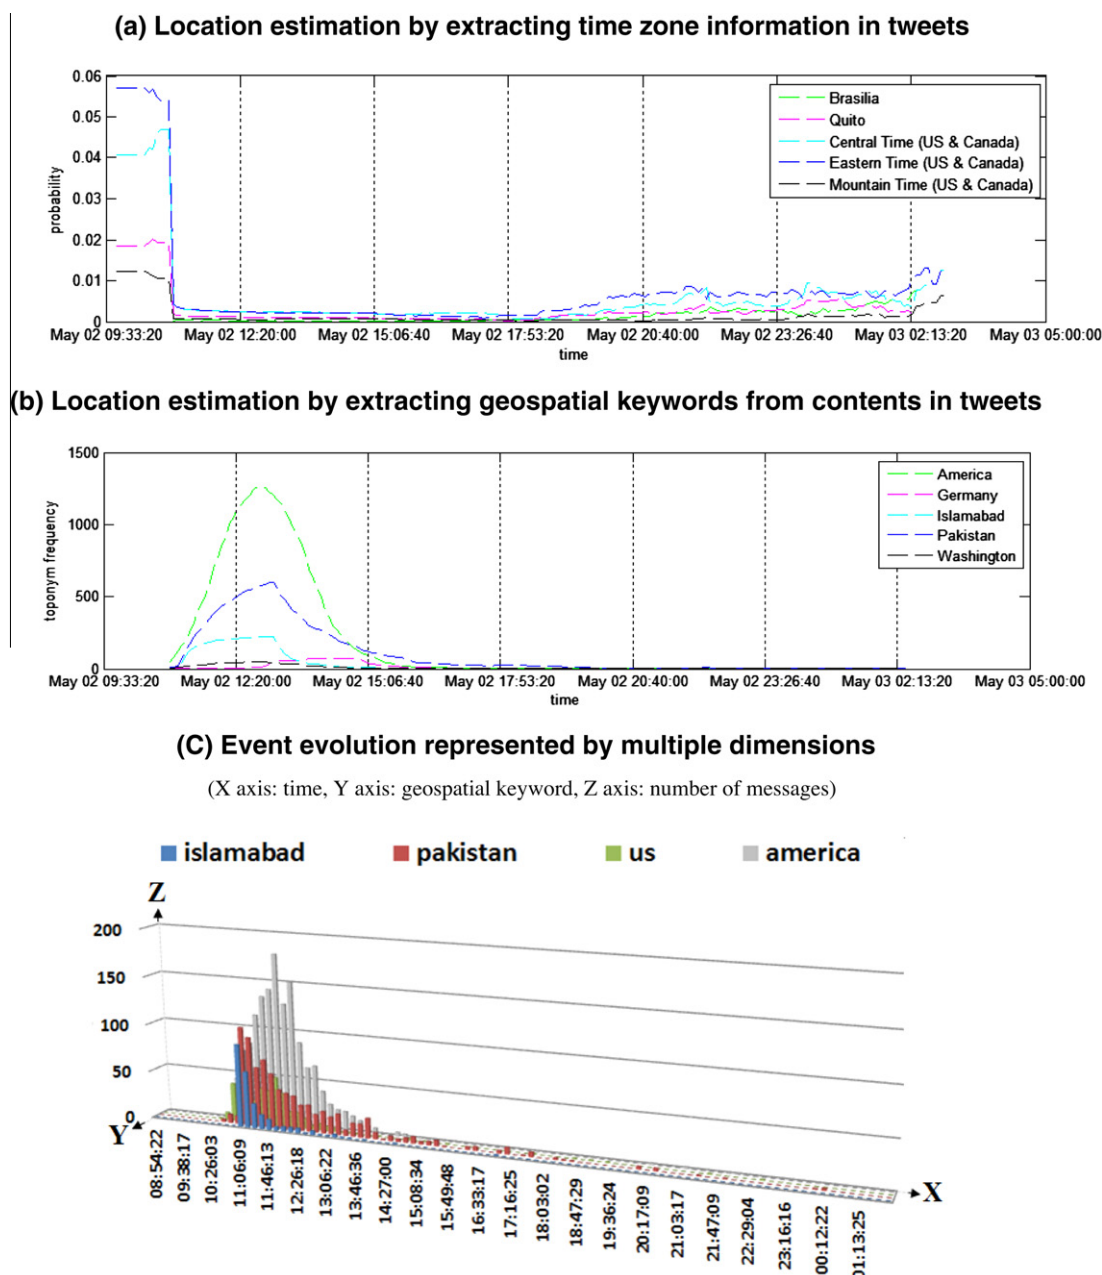 (a) Location estimation by extracting time zone information in tweets
0.06
0.05
0.04
0.03
0.02
0.01
0
probability
Brasilia
Quito
Central Time (US & Canada)
Eastern Time (US & Canada)
Mountain Time (US & Canada)
May 02 09:33:20 May 02 12:20:00 May 02 15:06:40 May 02 17:53:20 May 02 20:40:00 May 02 23:26:40 May 03 02:13:20 May 03 05:00:00
time
(b) Location estimation by extracting geospatial keywords from contents in tweets
1500
1000
500
0
toponym frequency
America
Germany
Islamabad
Pakistan
Washington
May 02 09:33:20 May 02 12:20:00 May 02 15:06:40 May 02 17:53:20 May 02 20:40:00 May 02 23:26:40 May 03 02:13:20 May 03 05:00:00
time
(C) Event evolution represented by multiple dimensions
(X axis: time, Y axis: geospatial keyword, Z axis: number of messages)
islamabad pakistan us america
Z
200
150
100
50
0
Y
X
08:54:22
09:38:17
10:26:03
11:06:09
11:46:13
12:26:18
13:06:22
13:46:36
14:27:00
15:08:34
15:49:48
16:33:17
17:16:25
18:03:02
18:47:29
19:36:24
20:17:09
21:03:17
21:47:09
22:29:04
23:16:16
00:12:22
01:13:25